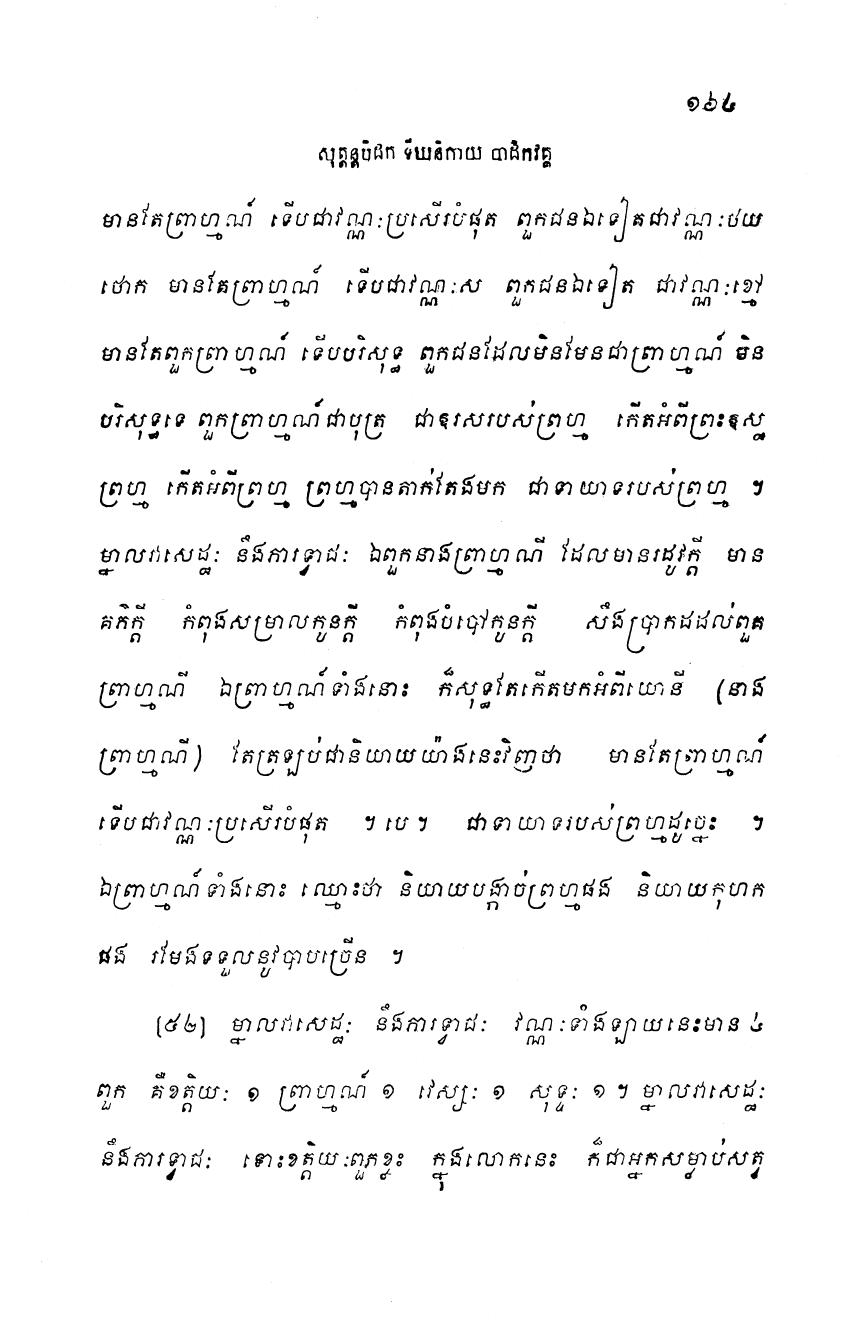 ១៦៤
សុត្តន្តបិដក ទីឃនិកាយ បាដិកវគ្គ
មានតែព្រាហ្មណ៍ ទើបជាវណ្ណៈប្រសើរបំផុត ពួកជនឯទៀតជាវណ្ណៈថយ
ថោក មានតែព្រាហ្មណ៍ ទើបជាវណ្ណៈស ពួកជនឯទៀត ជាវណ្ណៈខ្មៅ
មានតែពួកព្រាហ្មណ៍ ទើបបរិសុទ្ធ ពួកជនដែលមិនមែនជាព្រាហ្មណ៍ មិន
បរិសុទ្ធទេ ពួកព្រាហ្មណ៍ជាបុត្រ ជាឱរសរបស់ព្រហ្ម កើតអំពីព្រះឱស្ឋ
ព្រហ្ម កើតអំពីព្រហ្ម ព្រហ្មបានតាក់តែងមក ជាទាយាទរបស់ព្រហ្ម ។
ម្នាលវាសេដ្ឋៈ នឹងភារទ្វាជៈ ឯពួកនាងព្រាហ្មណី ដែលមានរដូវក្តី មាន
គភ៌ក្តី កំពុងសម្រាលកូនក្តី កំពុងបំបៅកូនក្តី សឹងប្រាកដដល់ពួក
ព្រាហ្មណី ឯព្រាហ្មណ៍ទាំងនោះ ក៏សុទ្ធតែកើតមកអំពីយោនី (នាង
ព្រាហ្មណី) តែត្រឡប់ជានិយាយយ៉ាងនេះវិញថា មានតែព្រាហ្មណ៍
ទើបជាវណ្ណៈប្រសើរបំផុត ។ បេ ។ ជាទាយាទរបស់ព្រហ្មដូច្នេះ ។
ឯព្រាហ្មណ៍ទាំងនោះ ឈ្មោះថា និយាយបង្កាច់ព្រហ្មផង និយាយកុហក
ផង រមែងទទួលនូវបាបច្រើន ។
[៥២] ម្នាលវាសេដ្ឋៈ នឹងភារទ្វាជៈ វណ្ណៈទាំងឡាយនេះមាន ៤
ពួក គឺខត្តិយៈ ១ ព្រាហ្មណ៍ ១ វេស្សៈ ១ សុទ្ទៈ ១ ។ ម្នាលវាសេដ្ឋៈ
នឹងភារទ្វាជៈ ទោះខត្តិយៈពួកខ្លះ ក្នុងលោកនេះ ក៏ជាអ្នកសម្លាប់សត្វ